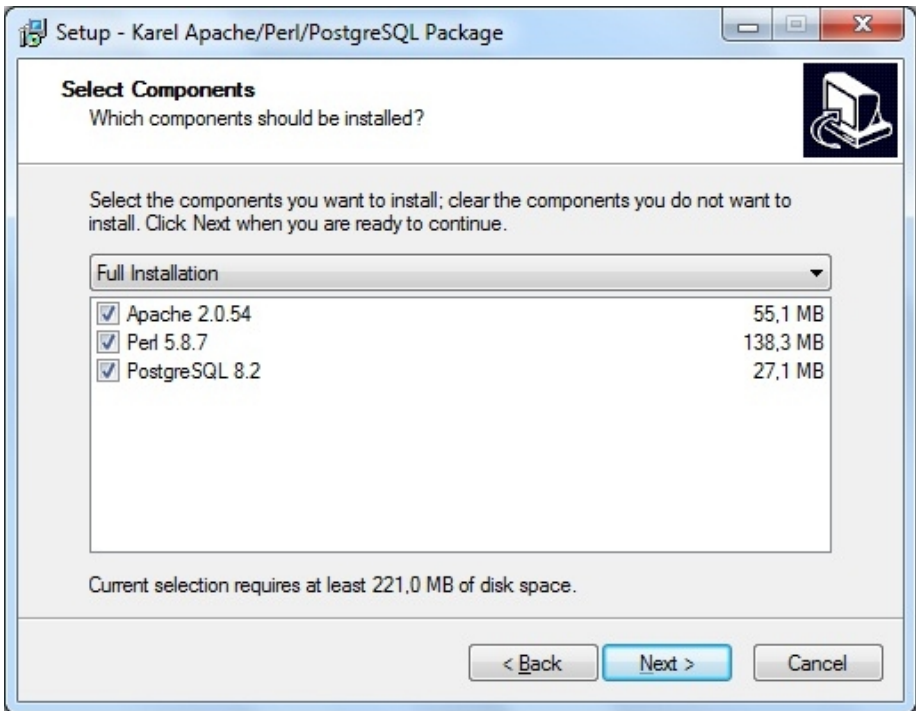 Setup - Karel Apache/Perl/PostgreSQL Package
Select Components
Which components should be installed?
Select the components you want to install; clear the components you do not want to
install. Click Next when you are ready to continue.
Full Installation
Apache 2.0.54 55,1 MB
Perl 5.8.7 138,3 MB
PostgreSQL 8.2 27,1 MB
Current selection requires at least 221,0 MB of disk space.
< Back Next > Cancel